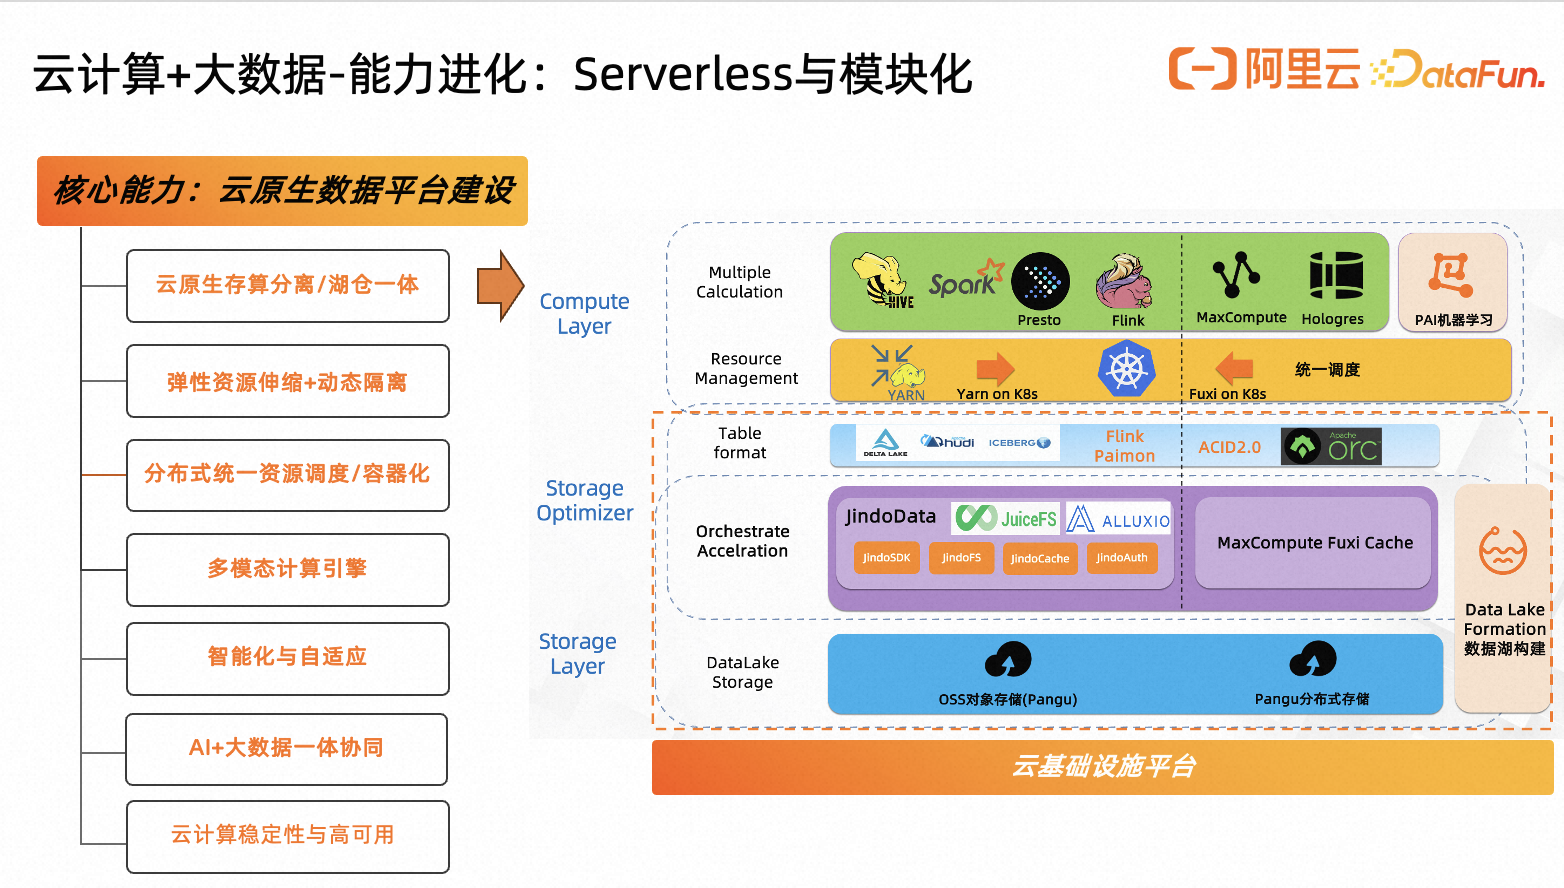 云计算+大数据-能力进化：Serverless与模块化
阿里云 DataFun.
核心能力：云原生数据平台建设
云原生存算分离/湖仓一体
弹性资源伸缩+动态隔离
分布式统一资源调度/容器化
多模态计算引擎
智能化与自适应
AI+大数据一体协同
云计算稳定性与高可用
Compute
Layer
Storage
Optimizer
Storage
Layer
Multiple
Calculation
HIVE
Spark
Presto
Flink
MaxCompute
Hologres
PAI机器学习
Resource
Management
YARN
Yarn on K8s
Fuxi on K8s
统一调度
Table
format
DELTA LAKE
hudi
ICEBERG
Flink
Paimon
ACID2.0
Apache
orc
Orchestrate
Accelration
JindoData
JuiceFS
ALLUXIO
JindoSDK
JindoFS
JindoCache
JindoAuth
MaxCompute Fuxi Cache
Data Lake
Formation
数据湖构建
DataLake
Storage
OSS对象存储(Pangu)
Pangu分布式存储
云基础设施平台